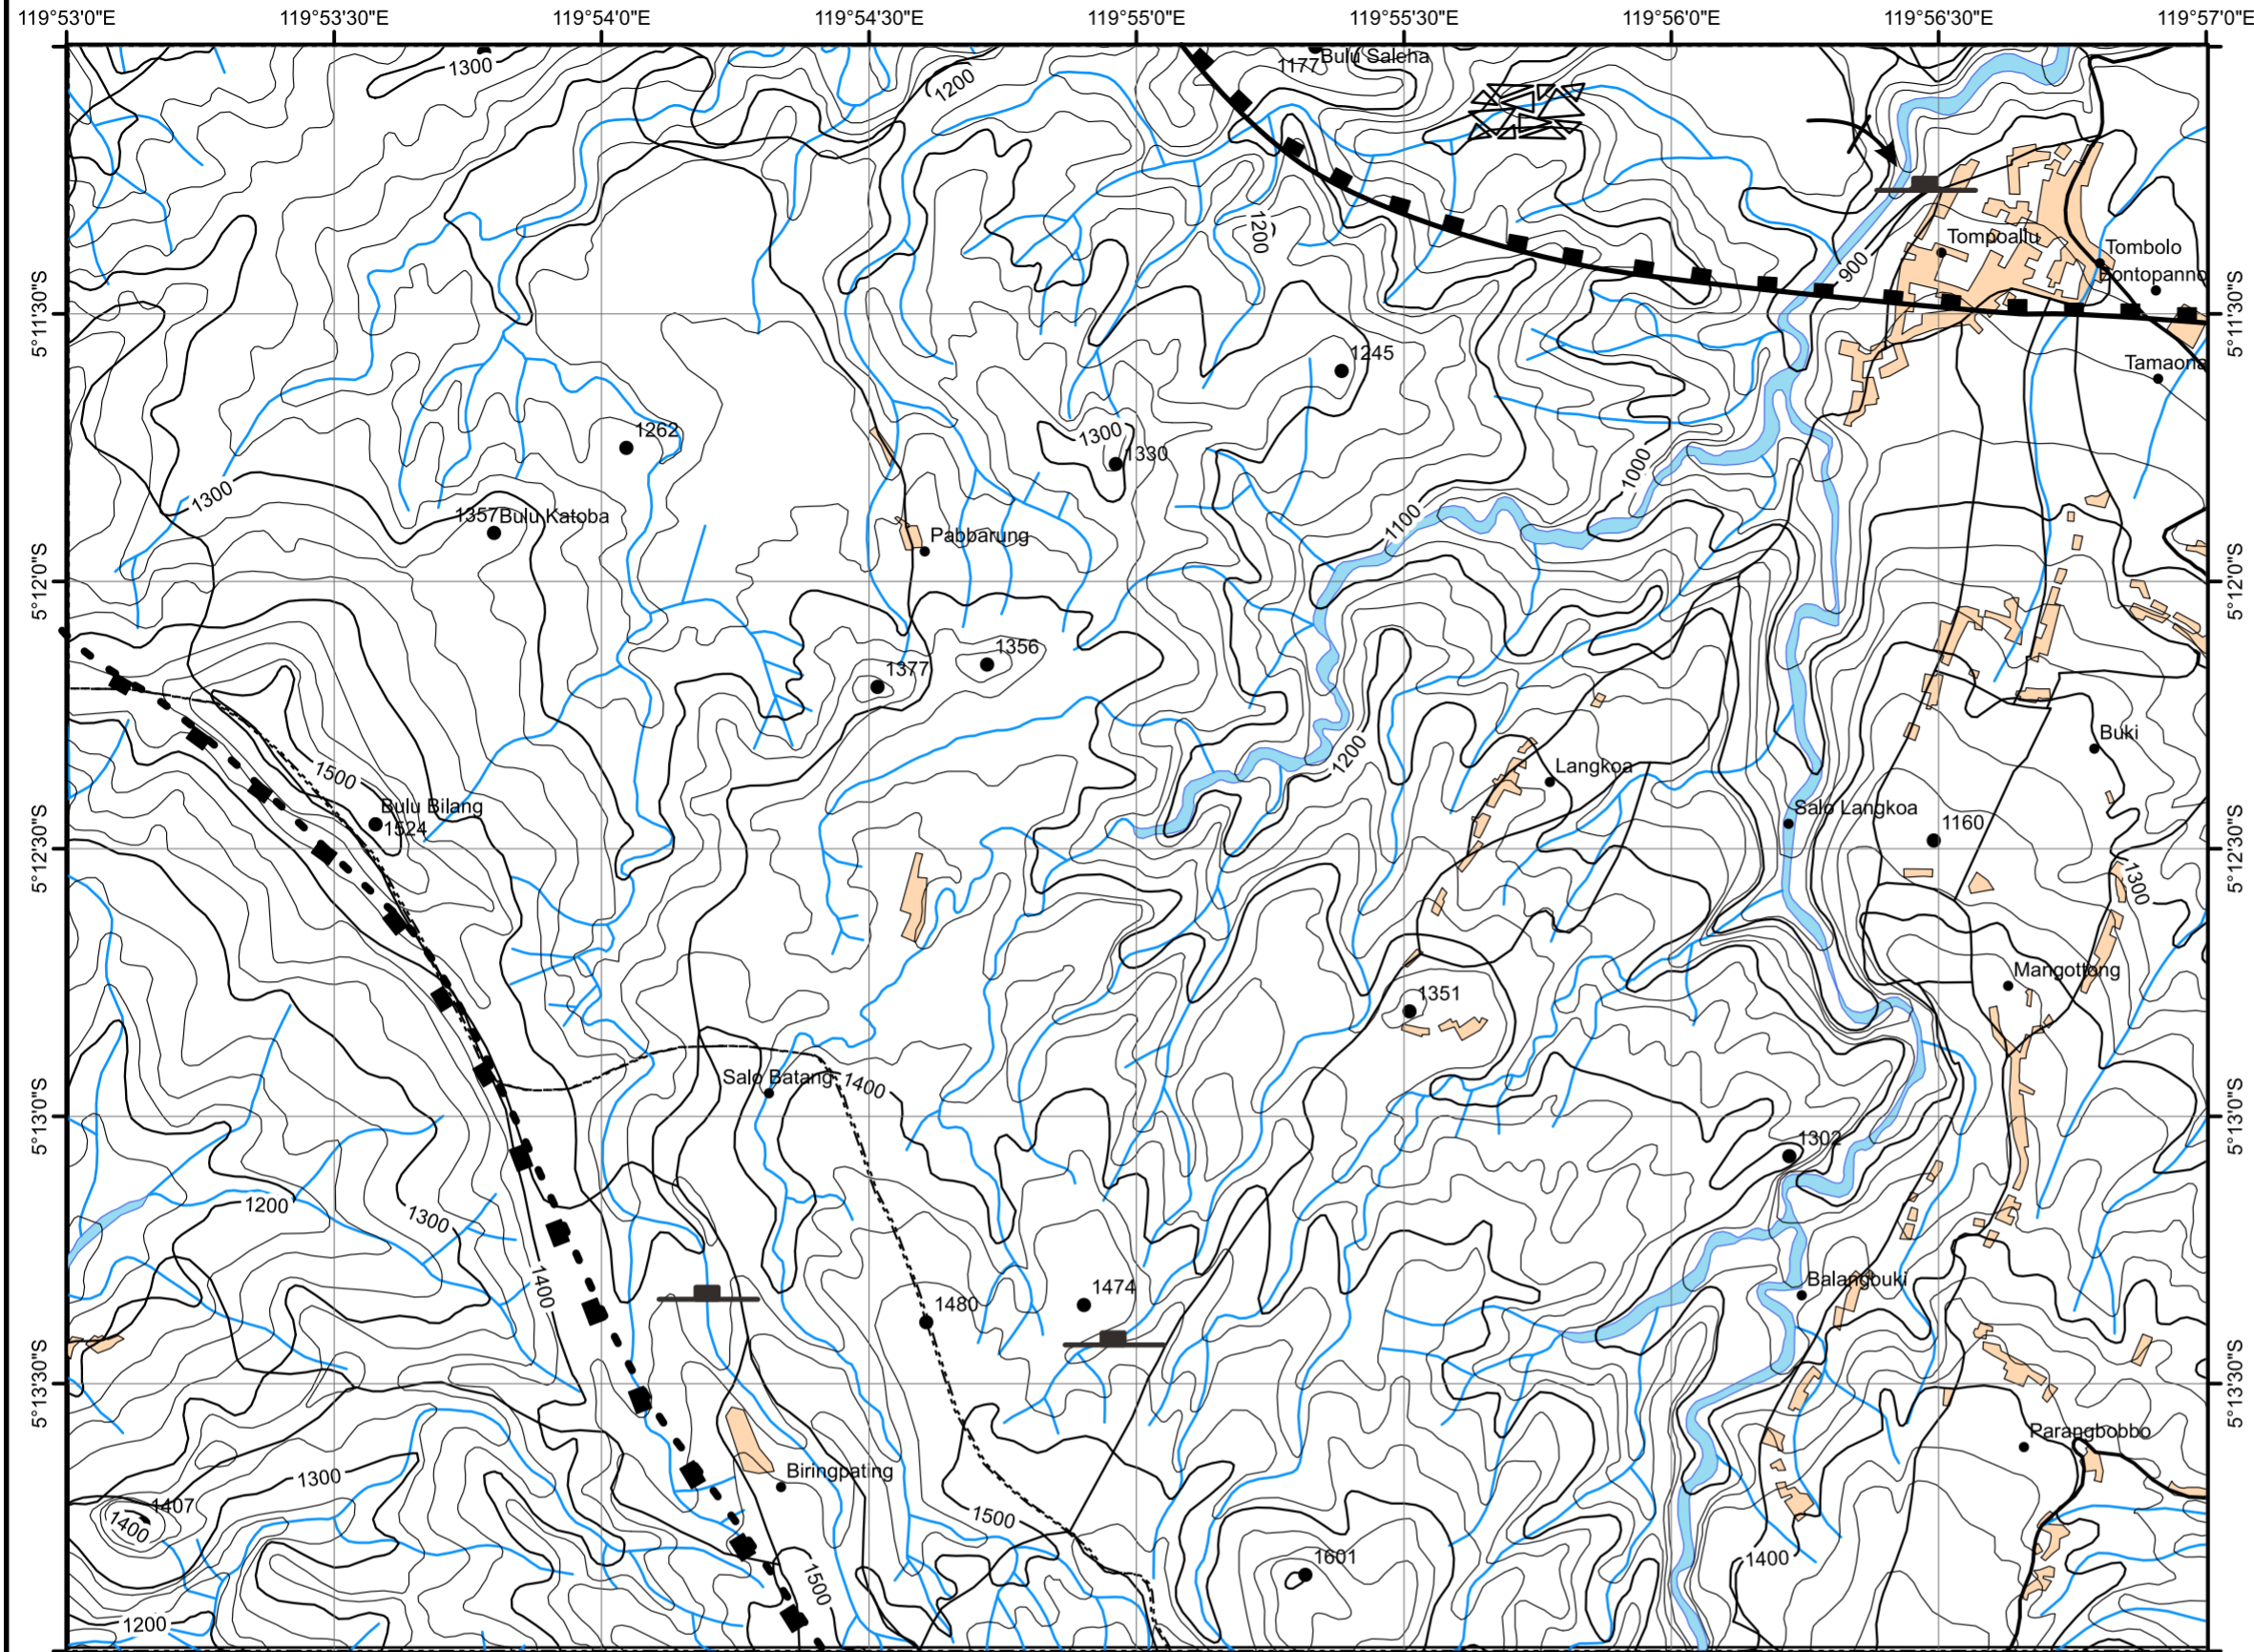 119°53'0"E 119°53'30"E 119°54'0"E 119°54'30"E 119°55'0"E 119°55'30"E 119°56'0"E 119°56'30"E 119°57'0"E
1300
1200
1177 Bulu Saleha
1200
900
Tompoallu
Tombolo
Bontopanno
5°11'30"S
5°11'30"S
1245
Tamaona
1262
1300
1330
1300
1000
1357 Bulu Katoba
1100
Pabbarung
5°12'0"S
5°12'0"S
1356
1377
Buki
1200
1500
Langkoa
Bulu Bilang
1524
Salo Langkoa
1160
5°12'30"S
5°12'30"S
1300
Mangottong
1351
Salo Batang
1400
5°13'0"S
5°13'0"S
1302
1200
1300
1400
Balangbuki
1474
1480
5°13'30"S
5°13'30"S
Parangbobbo
Biringpating
1300
1407
1400
1500
1601
1400
1500
1200